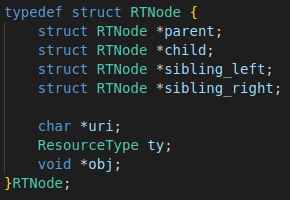 typedef struct RTNode {
    struct RTNode *parent;
    struct RTNode *child;
    struct RTNode *sibling_left;
    struct RTNode *sibling_right;

    char *uri;
    ResourceType ty;
    void *obj;
}RTNode;